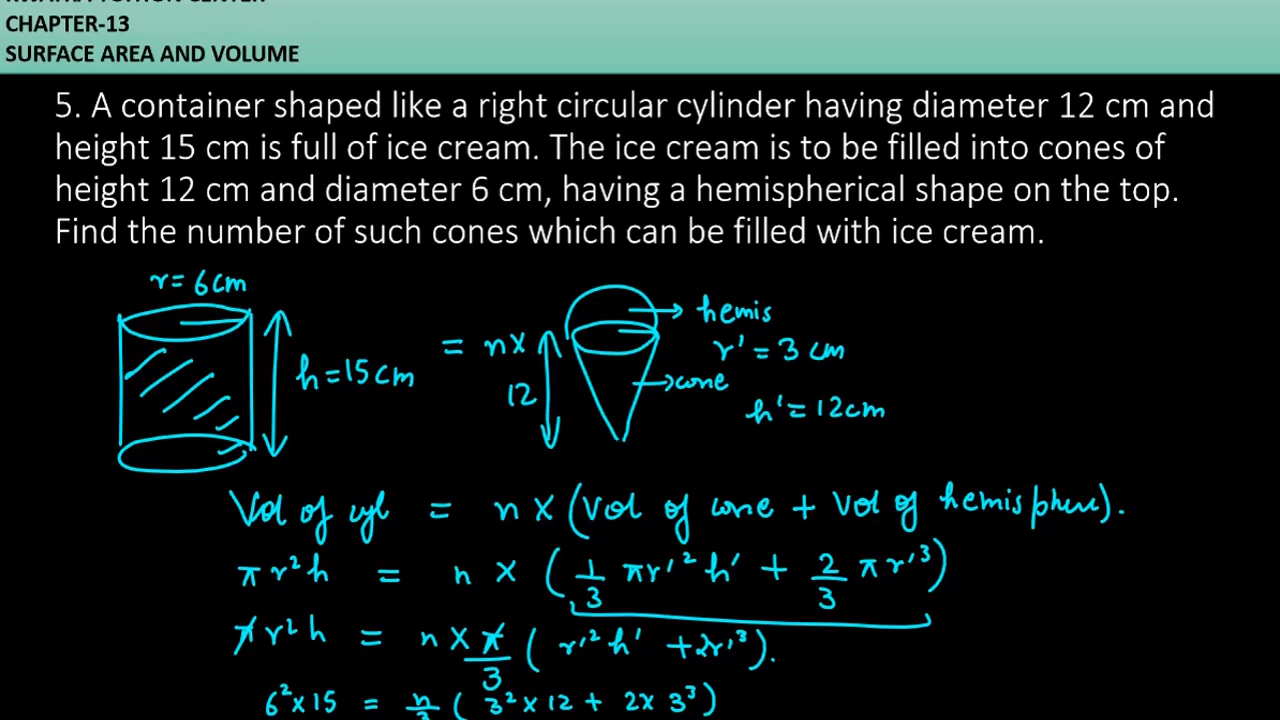 CHAPTER-13
SURFACE AREA AND VOLUME
5. A container shaped like a right circular cylinder having diameter 12 cm and
height 15 cm is full of ice cream. The ice cream is to be filled into cones of
height 12 cm and diameter 6 cm, having a hemispherical shape on the top.
Find the number of such cones which can be filled with ice cream.
r = 6cm
h = 15cm
= n×
12
hemis
r' = 3 cm
cone
h' = 12cm
Vol of cyl = n × (Vol of cone + Vol of hemisphere).
πr²h = n × (1/3 πr'²h' + 2/3 πr'³)
πr²h = n × π/3 (r'²h' + 2r'³).
6²×15 = n/3 (3²×12 + 2×3³)